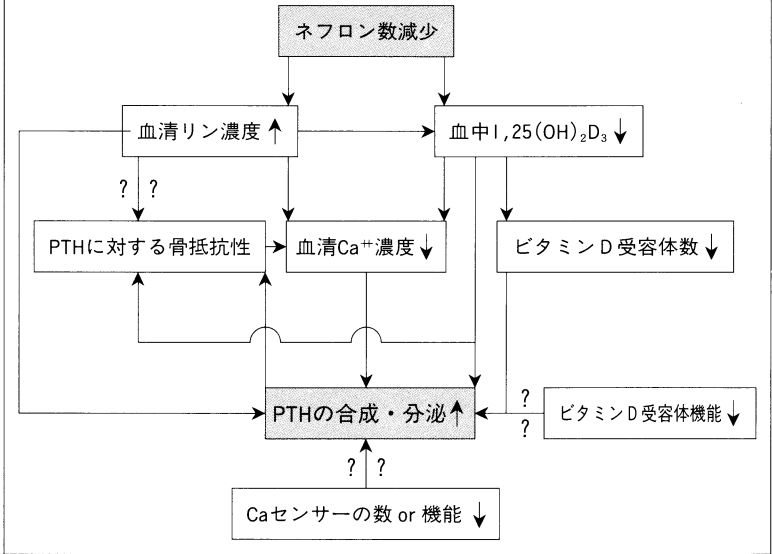 ネフロン数減少
血清リン濃度↑
血中1,25(OH)₂D₃↓
? ?
PTHに対する骨抵抗性
血清Ca⁺⁺濃度↓
ビタミンD受容体数↓
PTHの合成・分泌↑
?
?
ビタミンD受容体機能↓
? ?
Caセンサーの数 or 機能↓